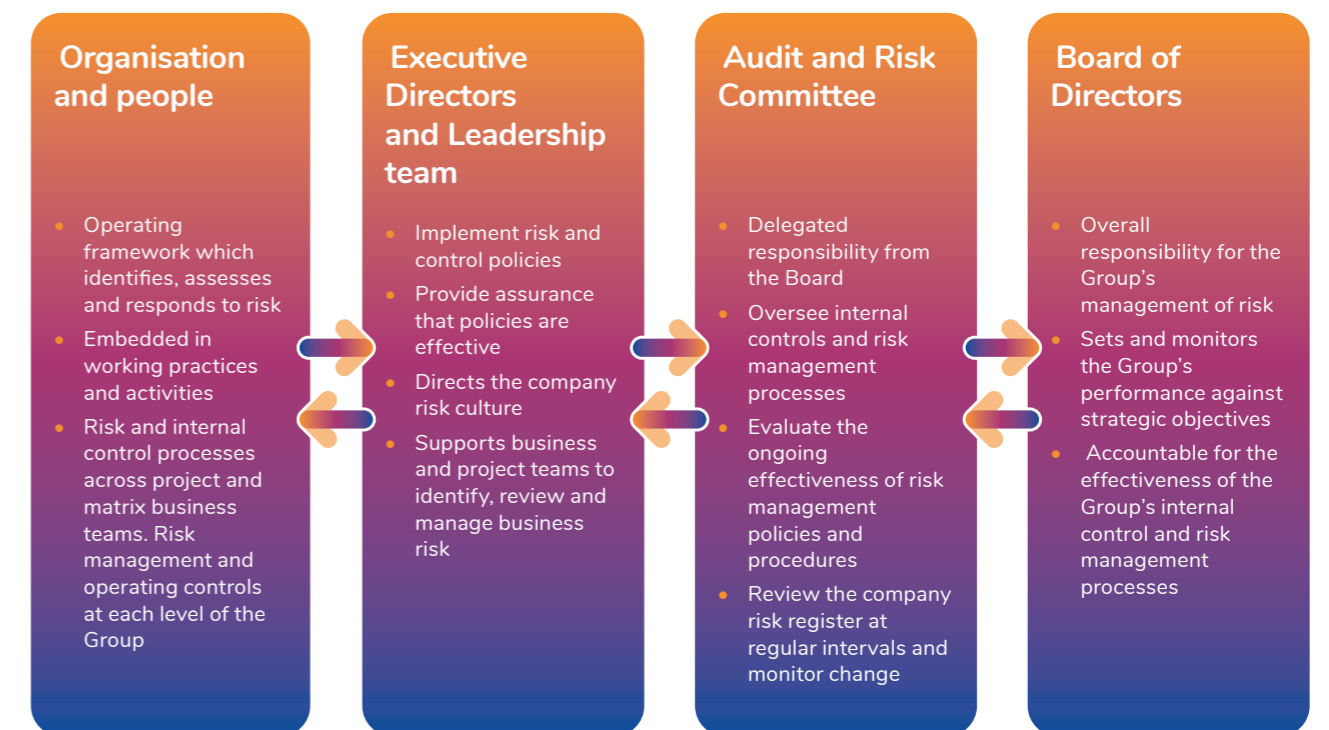 Organisation
and people
• Operating
framework which
identifies, assesses
and responds to risk
• Embedded in
working practices
and activities
• Risk and internal
control processes
across project and
matrix business
teams. Risk
management and
operating controls
at each level of the
Group
Executive
Directors
and Leadership
team
• Implement risk and
control policies
• Provide assurance
that policies are
effective
• Directs the company
risk culture
• Supports business
and project teams to
identify, review and
manage business
risk
Audit and Risk
Committee
• Delegated
responsibility from
the Board
• Oversee internal
controls and risk
management
processes
• Evaluate the
ongoing
effectiveness of risk
management
policies and
procedures
• Review the company
risk register at
regular intervals and
monitor change
Board of
Directors
• Overall
responsibility for the
Group’s
management of risk
• Sets and monitors
the Group’s
performance against
strategic objectives
• Accountable for the
effectiveness of the
Group’s internal
control and risk
management
processes